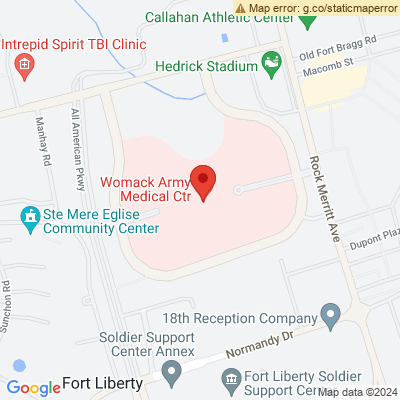 Map error: g.co/staticmaperror
Callahan Athletic Center
Old Fort Bragg Rd
Intrepid Spirit TBI Clinic
Hedrick Stadium
Macomb St
Manhay Rd
All American Pkwy
Rock Merritt Ave
Womack Army
Medical Ctr
Ste Mere Eglise
Community Center
Dupont Plaz
Sunchon Rd
18th Reception Company
Soldier Support
Center Annex
Normandy Dr
Fort Liberty
Fort Liberty Soldier
Support Center
Google
Map data ©2024